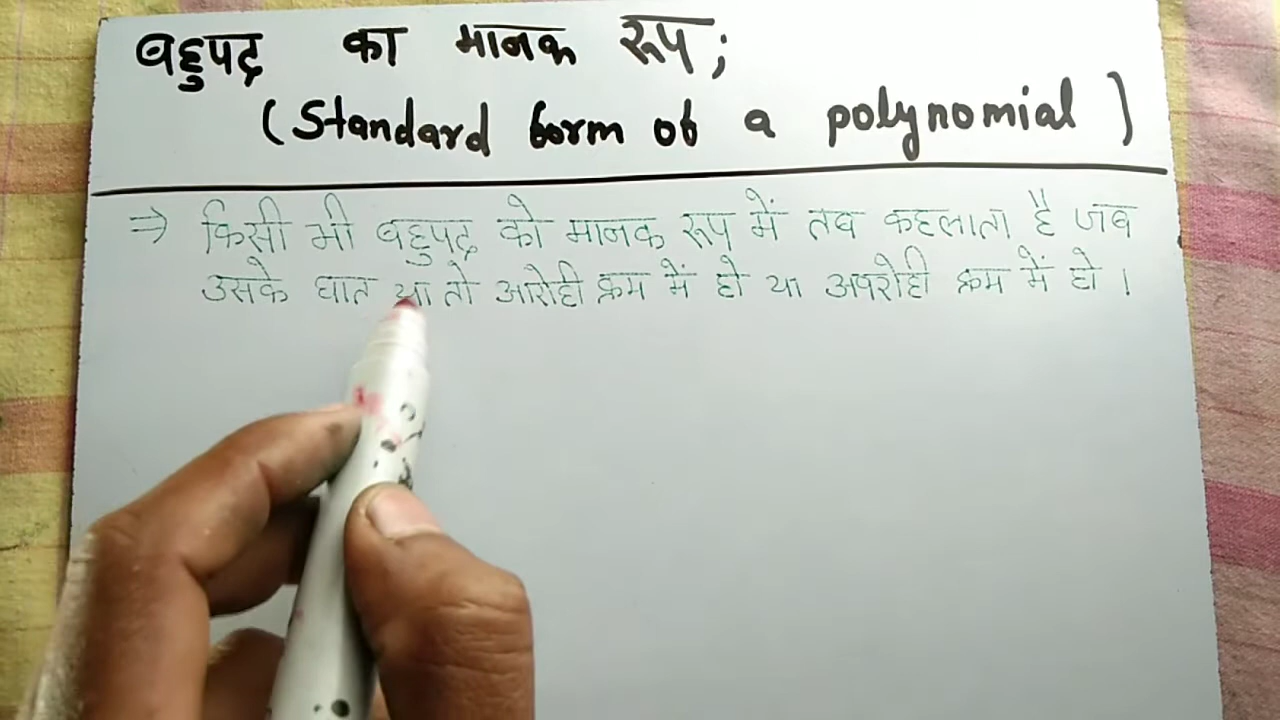 बहुपद का मानक रूप;
(Standard form of a polynomial)
⇒ किसी भी बहुपद को मानक रूप में तब कहलाता है जब
उसके घात या तो आरोही क्रम में हो या अवरोही क्रम में हो।